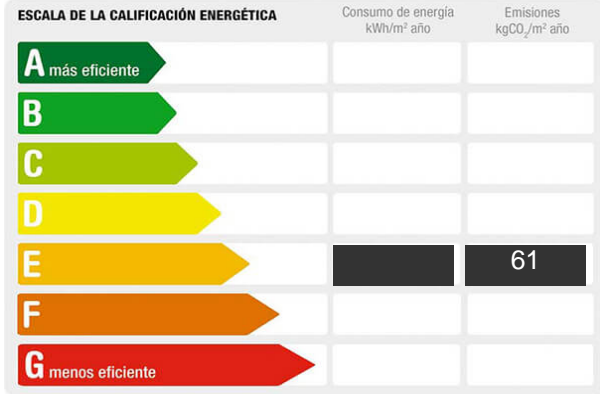 ESCALA DE LA CALIFICACIÓN ENERGÉTICA
Consumo de energía
kWh/m² año
Emisiones
kgCO₂/m² año
A más eficiente
B
C
D
E
61
F
G menos eficiente